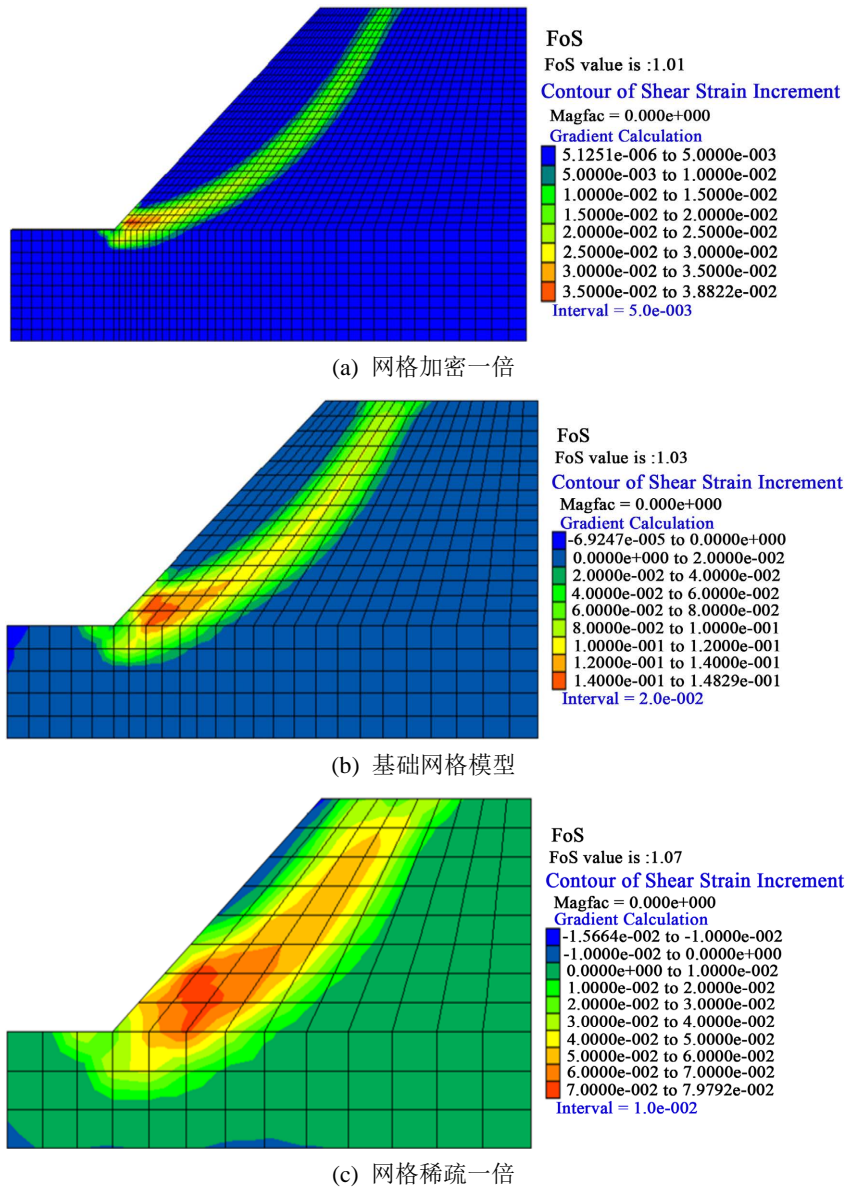 FoS
FoS value is :1.01
Contour of Shear Strain Increment
Magfac = 0.000e+000
Gradient Calculation
5.1251e-006 to 5.0000e-003
5.0000e-003 to 1.0000e-002
1.0000e-002 to 1.5000e-002
1.5000e-002 to 2.0000e-002
2.0000e-002 to 2.5000e-002
2.5000e-002 to 3.0000e-002
3.0000e-002 to 3.5000e-002
3.5000e-002 to 3.8822e-002
Interval = 5.0e-003
(a) 网格加密一倍
FoS
FoS value is :1.03
Contour of Shear Strain Increment
Magfac = 0.000e+000
Gradient Calculation
-6.9247e-005 to 0.0000e+000
0.0000e+000 to 2.0000e-002
2.0000e-002 to 4.0000e-002
4.0000e-002 to 6.0000e-002
6.0000e-002 to 8.0000e-002
8.0000e-002 to 1.0000e-001
1.0000e-001 to 1.2000e-001
1.2000e-001 to 1.4000e-001
1.4000e-001 to 1.4829e-001
Interval = 2.0e-002
(b) 基础网格模型
FoS
FoS value is :1.07
Contour of Shear Strain Increment
Magfac = 0.000e+000
Gradient Calculation
-1.5664e-002 to -1.0000e-002
-1.0000e-002 to 0.0000e+000
0.0000e+000 to 1.0000e-002
1.0000e-002 to 2.0000e-002
2.0000e-002 to 3.0000e-002
3.0000e-002 to 4.0000e-002
4.0000e-002 to 5.0000e-002
5.0000e-002 to 6.0000e-002
6.0000e-002 to 7.0000e-002
7.0000e-002 to 7.9792e-002
Interval = 1.0e-002
(c) 网格稀疏一倍